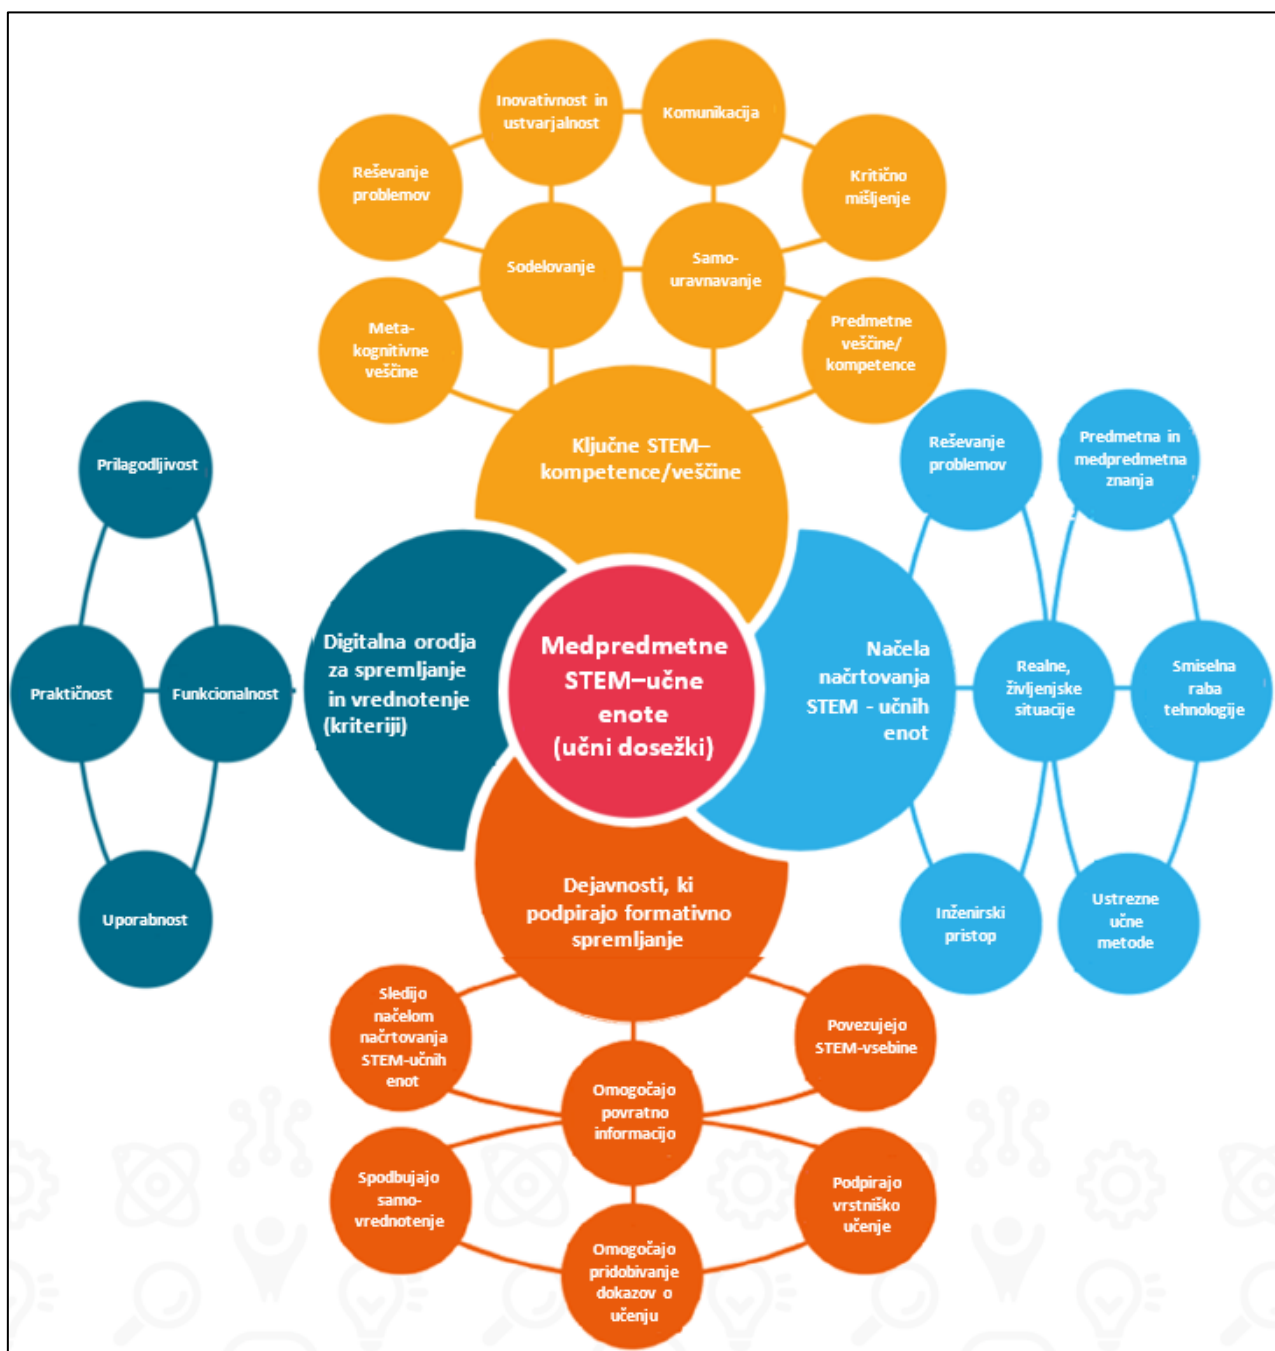 Inovativnost in
ustvarjalnost
Komunikacija
Reševanje
problemov
Kritično
mišljenje
Sodelovanje
Samo-
uravnavanje
Meta-
kognitivne
veščine
Predmetne
veščine/
kompetence
Ključne STEM–
kompetence/veščine
Prilagodljivost
Praktičnost
Funkcionalnost
Uporabnost
Digitalna orodja
za spremljanje
in vrednotenje
(kriteriji)
Medpredmetne
STEM–učne
enote
(učni dosežki)
Načela
načrtovanja
STEM - učnih
enot
Reševanje
problemov
Predmetna in
medpredmetna
znanja
Realne,
življenjske
situacije
Smiselna
raba
tehnologije
Inženirski
pristop
Ustrezne
učne
metode
Dejavnosti, ki
podpirajo formativno
spremljanje
Sledijo
načelom
načrtovanja
STEM-učnih
enot
Povezujejo
STEM-vsebine
Omogočajo
povratno
informacijo
Spodbujajo
samo-
vrednotenje
Podpirajo
vrstniško
učenje
Omogočajo
pridobivanje
dokazov o
učenju